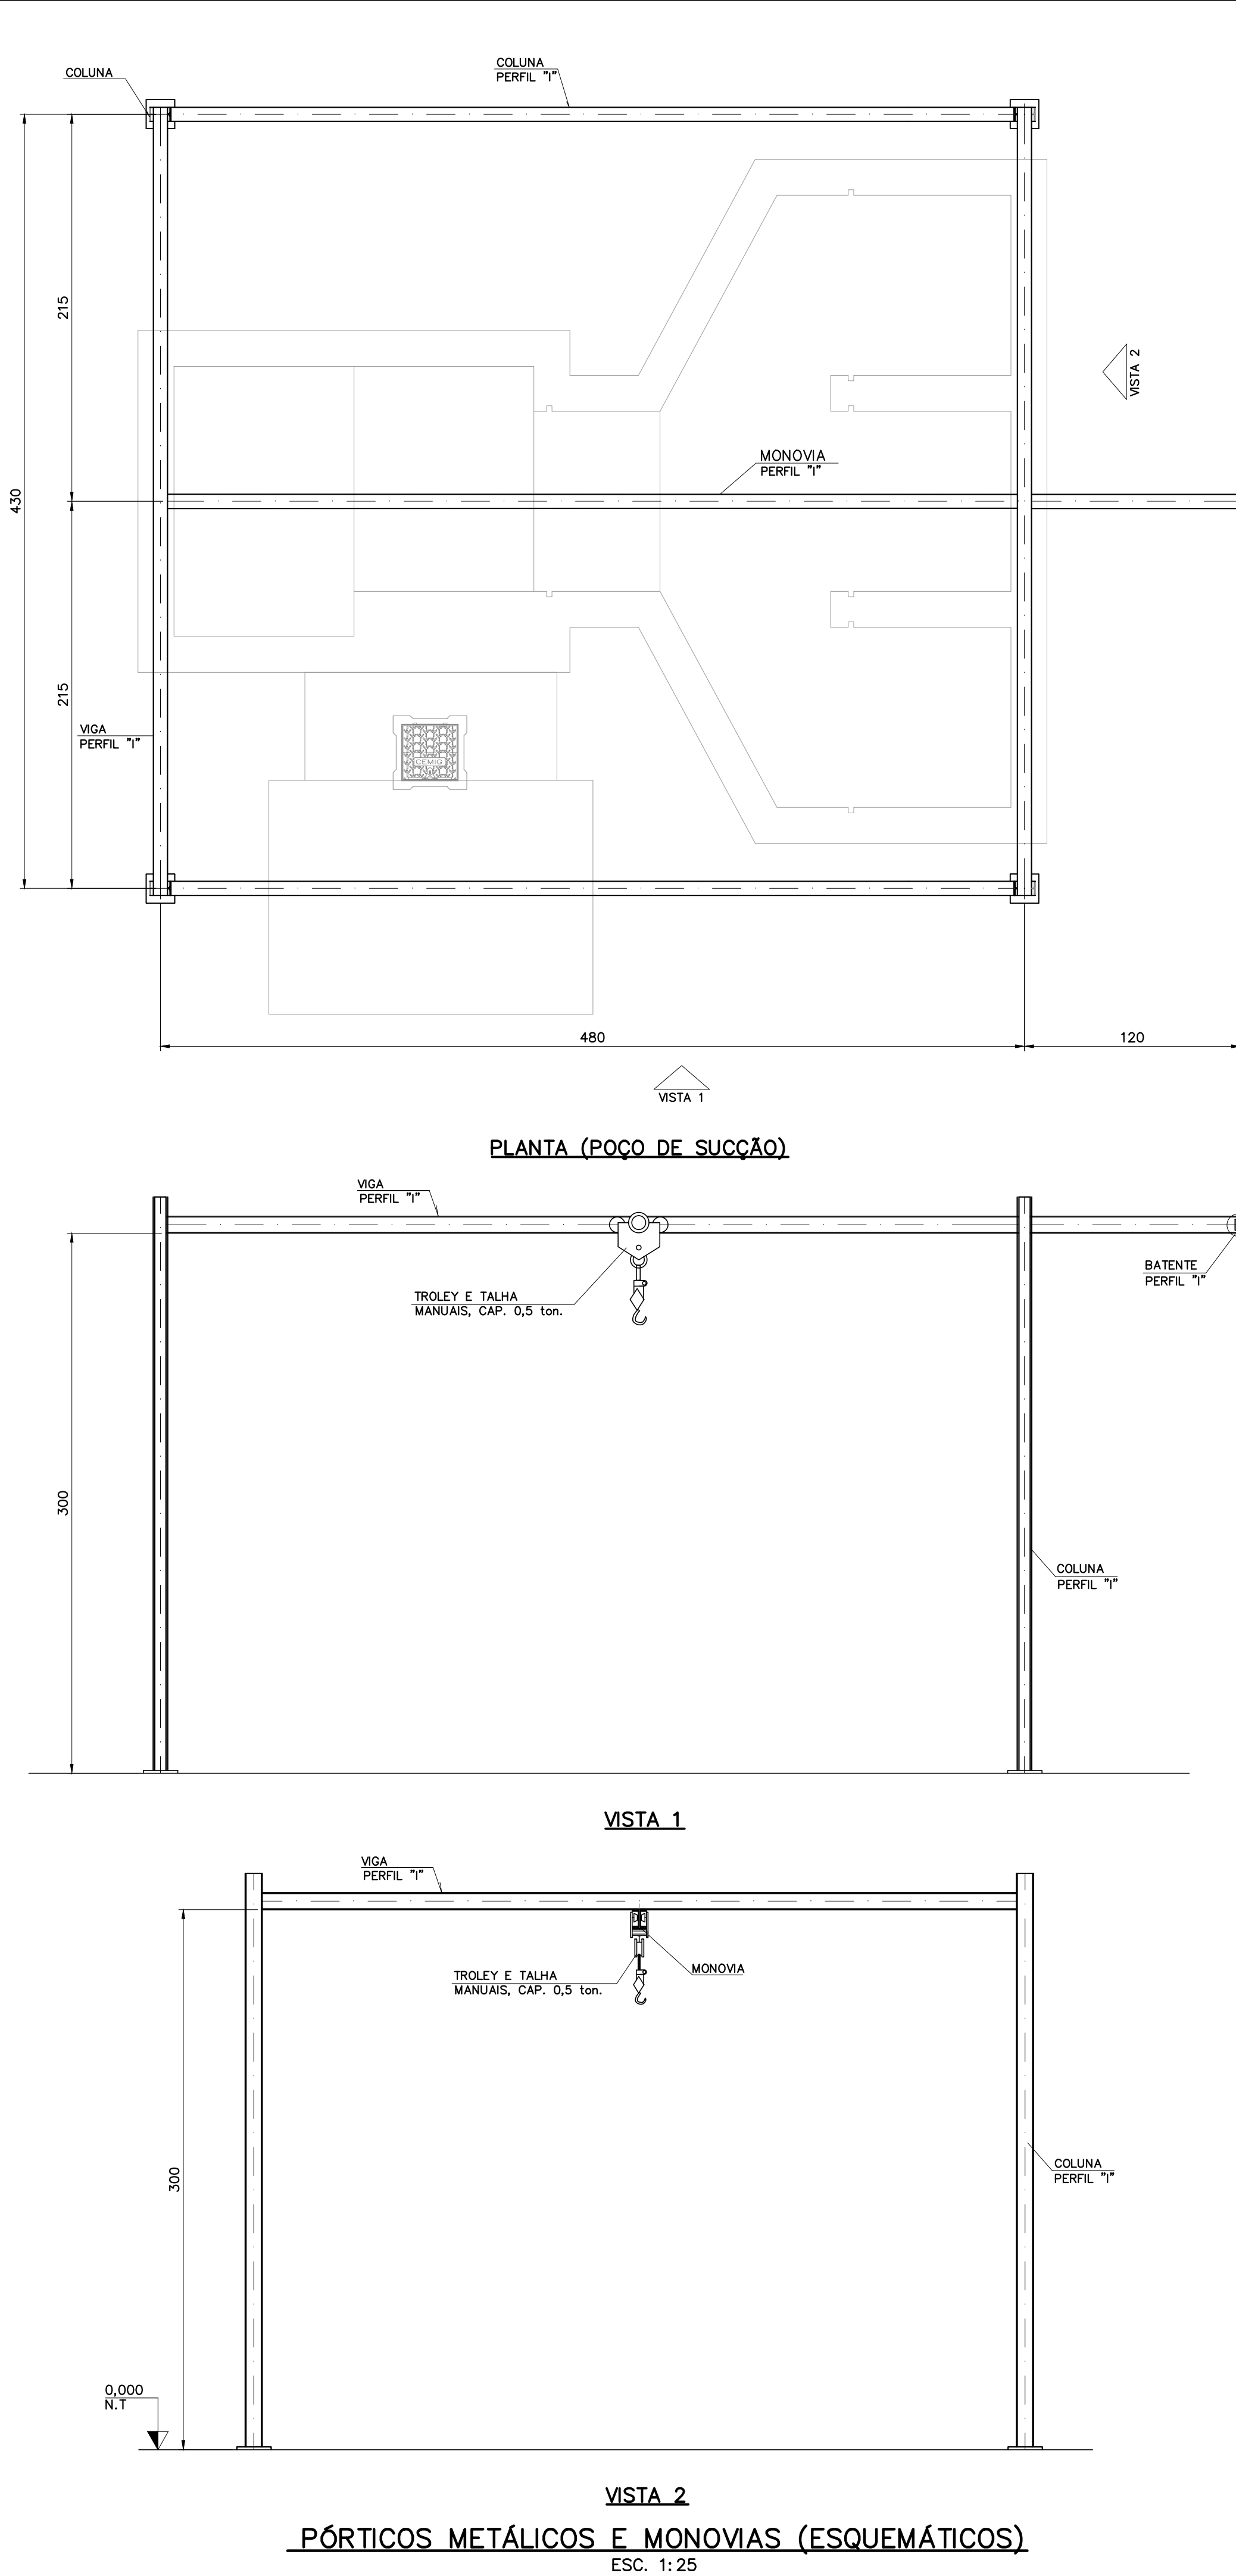 COLUNA
COLUNA
PERFIL "I"
215
VISTA 2
MONOVIA
PERFIL "I"
430
215
VIGA
PERFIL "I"
CEMIG
480
120
VISTA 1
PLANTA (POÇO DE SUCÇÃO)
VIGA
PERFIL "I"
BATENTE
PERFIL "I"
TROLEY E TALHA
MANUAIS, CAP. 0,5 ton.
300
COLUNA
PERFIL "I"
VISTA 1
VIGA
PERFIL "I"
MONOVIA
TROLEY E TALHA
MANUAIS, CAP. 0,5 ton.
COLUNA
PERFIL "I"
300
0,000
N.T
VISTA 2
PÓRTICOS METÁLICOS E MONOVIAS (ESQUEMÁTICOS)
ESC. 1:25